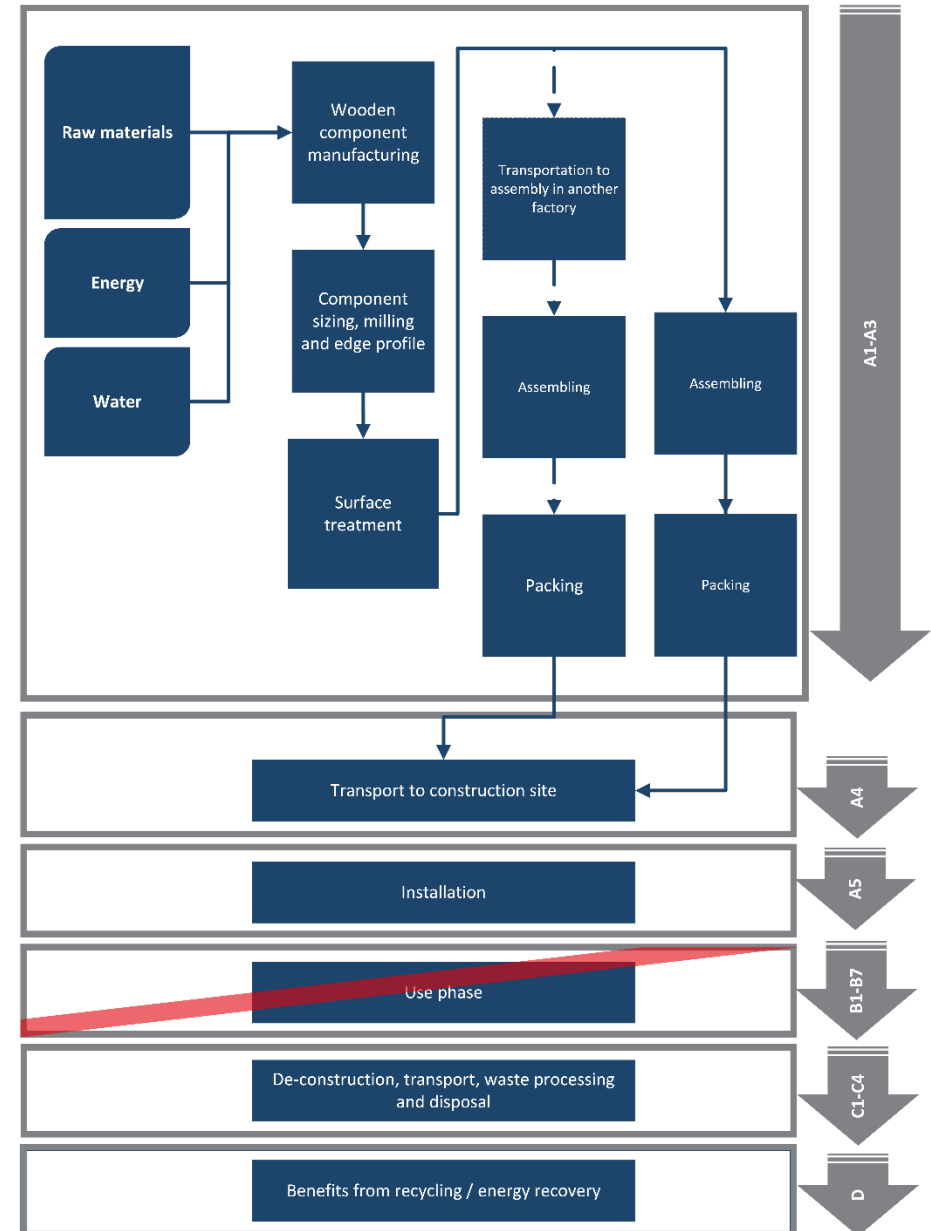 Raw materials
Energy
Water
Wooden
component
manufacturing
Component
sizing, milling
and edge profile
Surface
treatment
Transportation to
assembly in another
factory
Assembling
Packing
Assembling
Packing
A1-A3
Transport to construction site
A4
Installation
A5
Use phase
B1-B7
De-construction, transport, waste processing
and disposal
C1-C4
Benefits from recycling / energy recovery
D